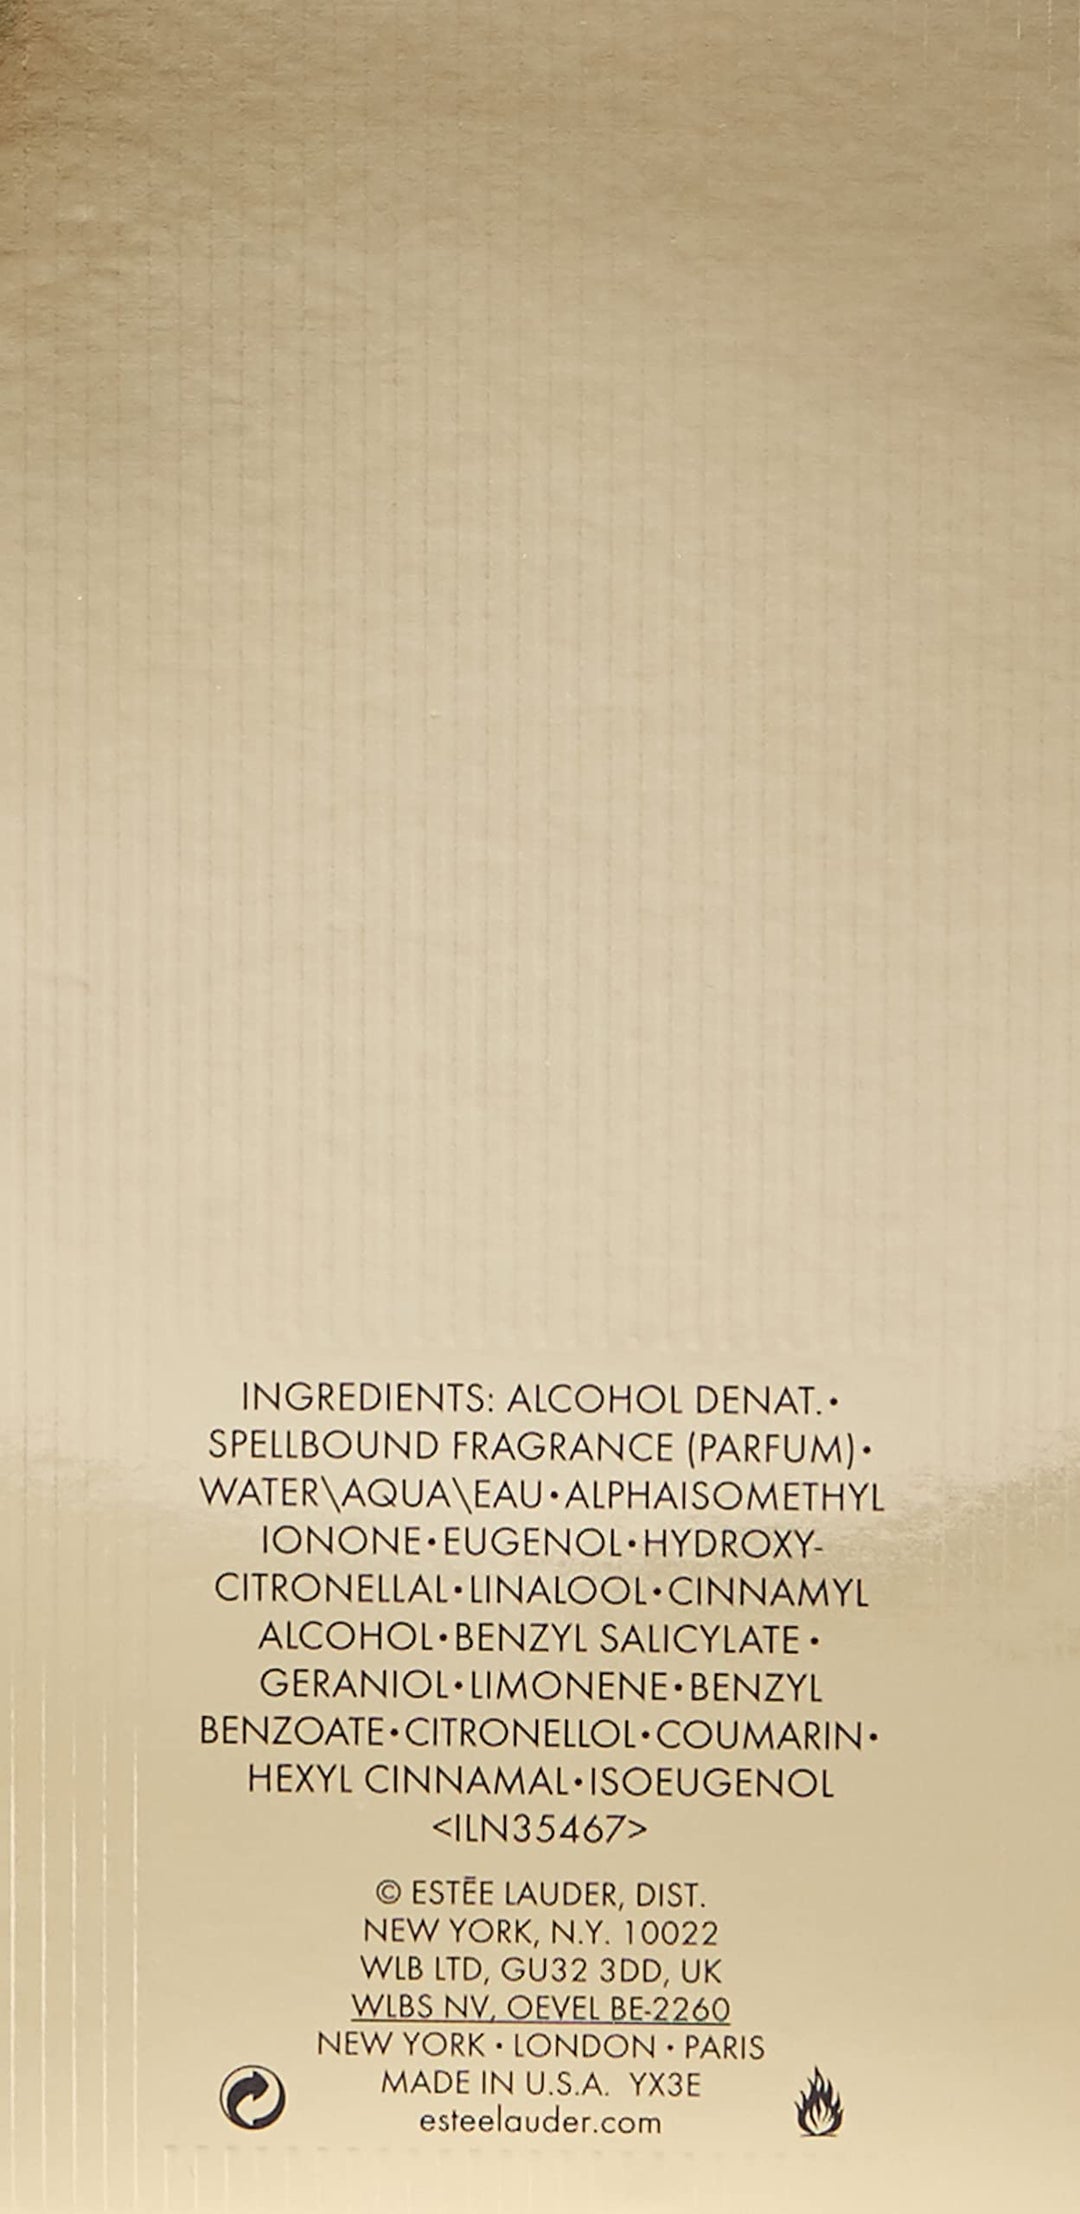 INGREDIENTS: ALCOHOL DENAT.•
SPELLBOUND FRAGRANCE (PARFUM)•
WATER\AQUA\EAU•ALPHAISOMETHYL
IONONE•EUGENOL•HYDROXY-
CITRONELLAL•LINALOOL•CINNAMYL
ALCOHOL•BENZYL SALICYLATE •
GERANIOL•LIMONENE•BENZYL
BENZOATE•CITRONELLOL•COUMARIN•
HEXYL CINNAMAL•ISOEUGENOL
<ILN35467>
© ESTĒE LAUDER, DIST.
NEW YORK, N.Y. 10022
WLB LTD, GU32 3DD, UK
WLBS NV, OEVEL BE-2260
NEW YORK • LONDON • PARIS
MADE IN U.S.A. YX3E
esteelauder.com